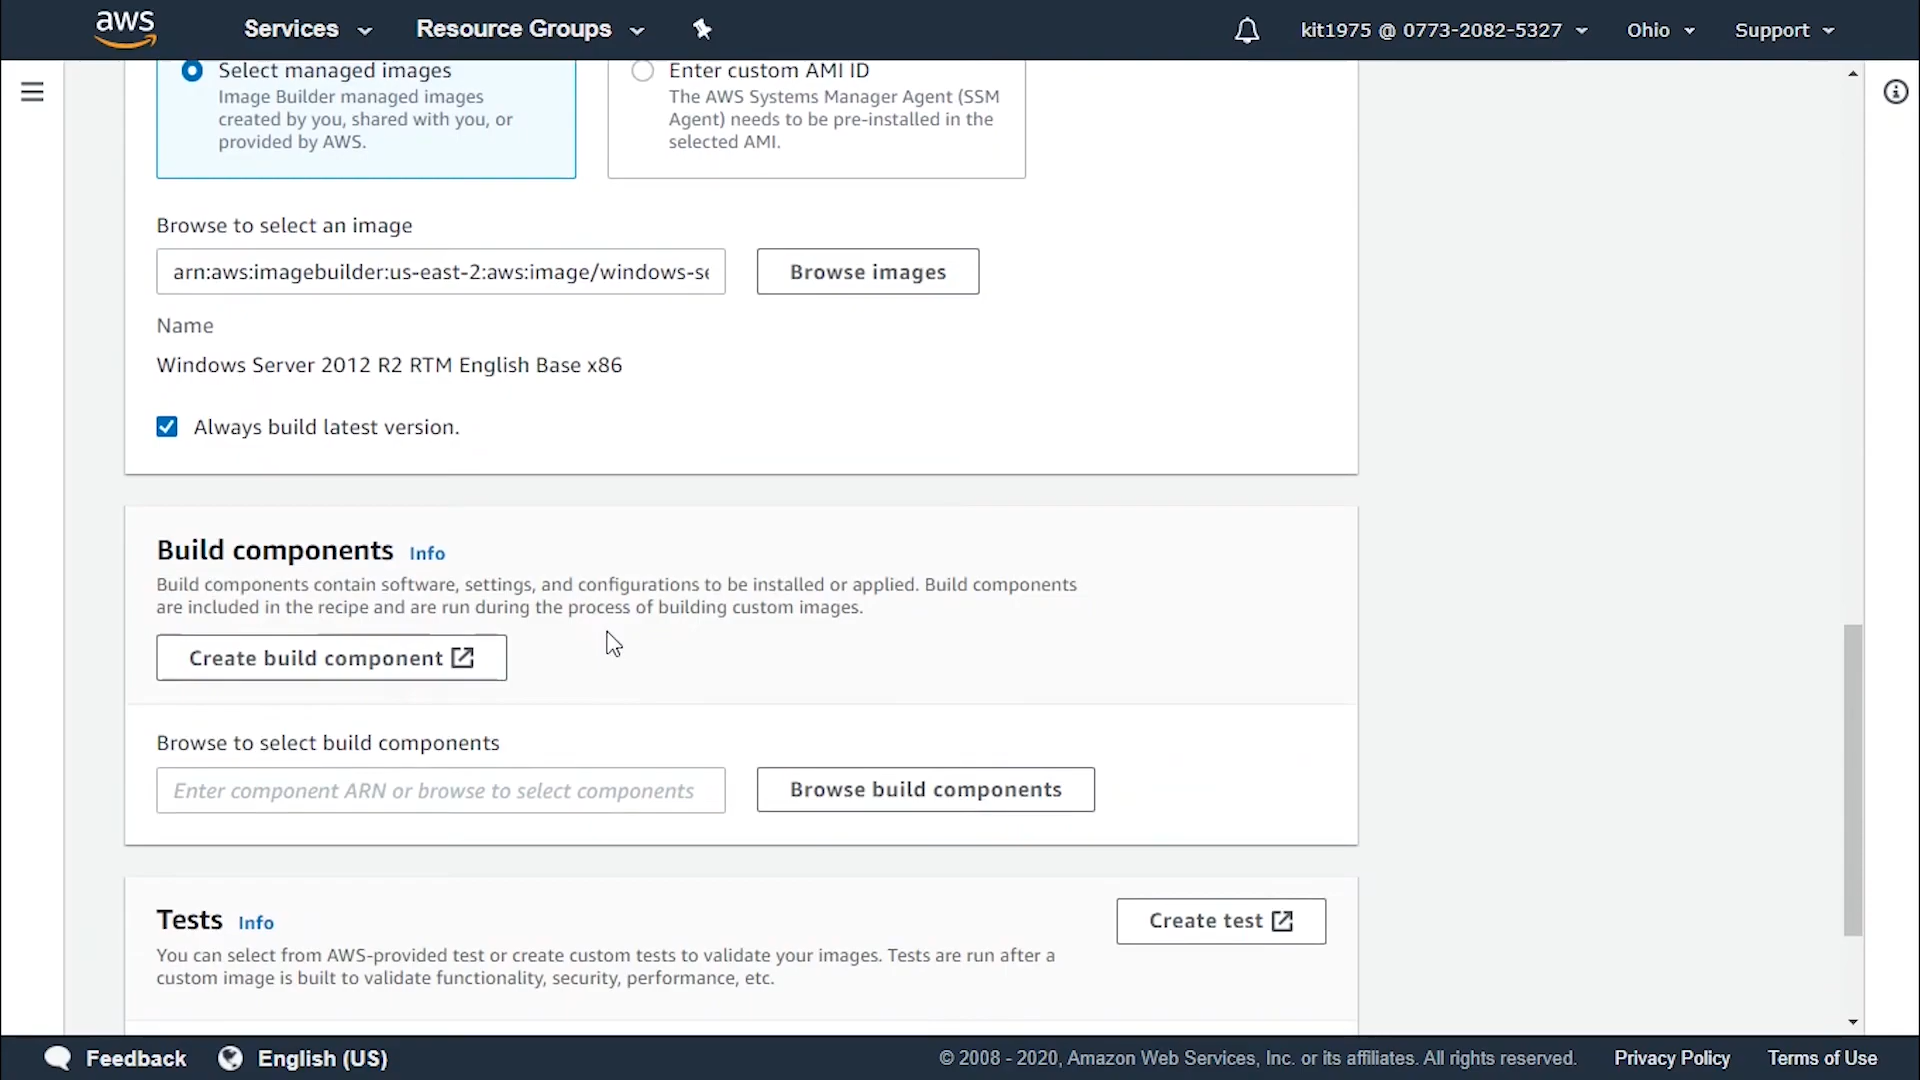 aws
Services
Resource Groups
kit1975 @ 0773-2082-5327
Ohio
Support
Select managed images
Image Builder managed images
created by you, shared with you, or
provided by AWS.
Enter custom AMI ID
The AWS Systems Manager Agent (SSM
Agent) needs to be pre-installed in the
selected AMI.
Browse to select an image
arn:aws:imagebuilder:us-east-2:aws:image/windows-se
Browse images
Name
Windows Server 2012 R2 RTM English Base x86
Always build latest version.
Build components Info
Build components contain software, settings, and configurations to be installed or applied. Build components
are included in the recipe and are run during the process of building custom images.
Create build component
Browse to select build components
Enter component ARN or browse to select components
Browse build components
Tests Info
Create test
You can select from AWS-provided test or create custom tests to validate your images. Tests are run after a
custom image is built to validate functionality, security, performance, etc.
Feedback
English (US)
© 2008 - 2020, Amazon Web Services, Inc. or its affiliates. All rights reserved.
Privacy Policy
Terms of Use